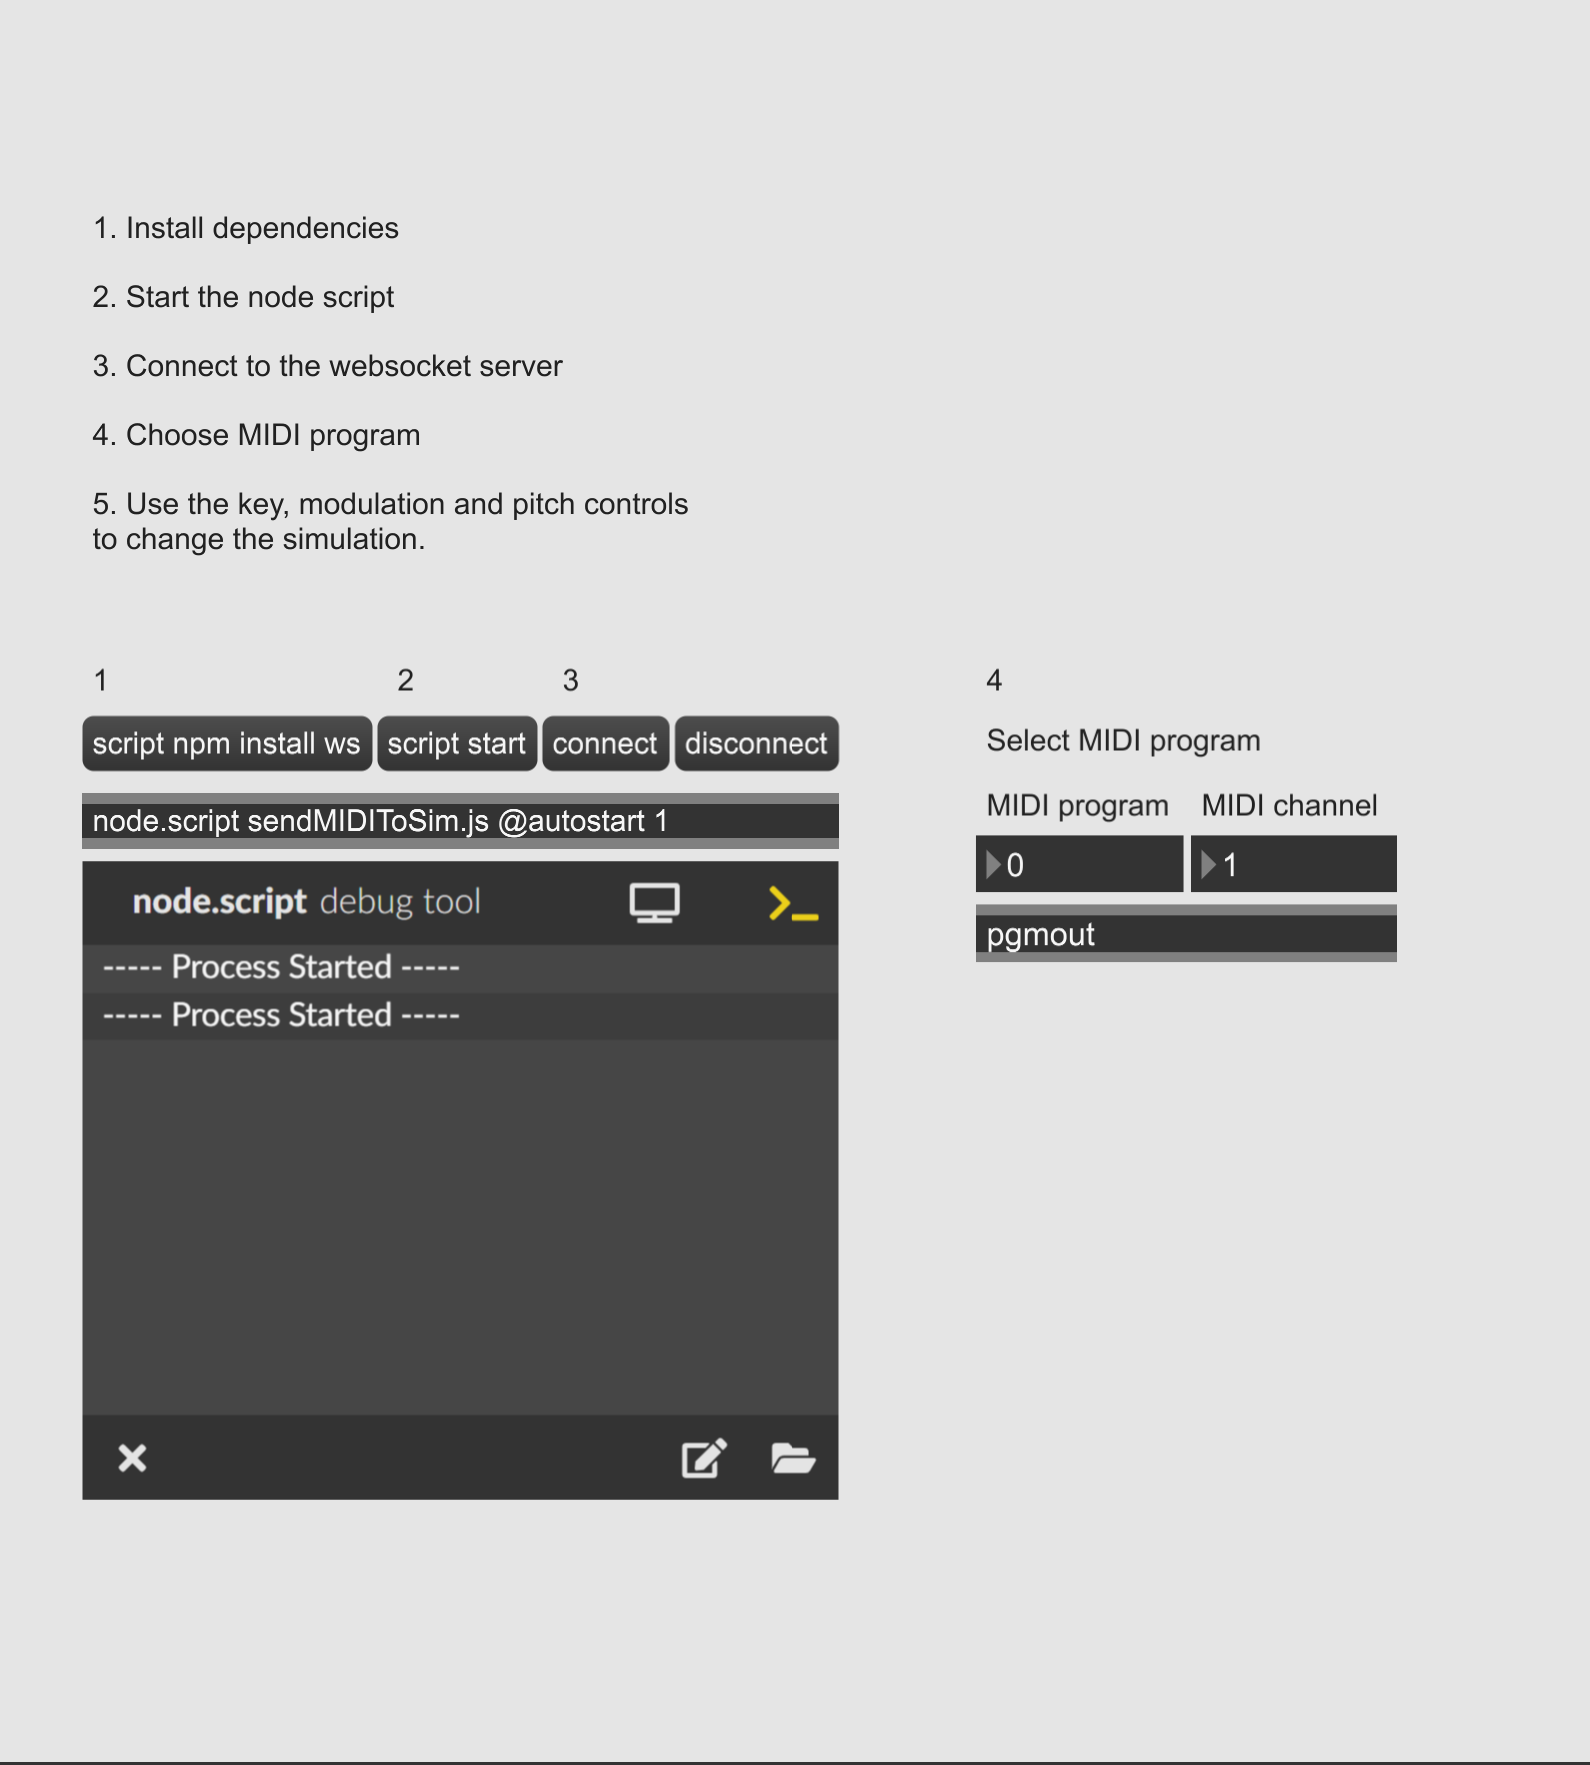 1. Install dependencies
2. Start the node script
3. Connect to the websocket server
4. Choose MIDI program
5. Use the key, modulation and pitch controls
to change the simulation.
1 2 3
script npm install ws script start connect disconnect
node.script sendMIDIToSim.js @autostart 1
node.script debug tool
----- Process Started -----
----- Process Started -----
4
Select MIDI program
MIDI program MIDI channel
0 1
pgmout